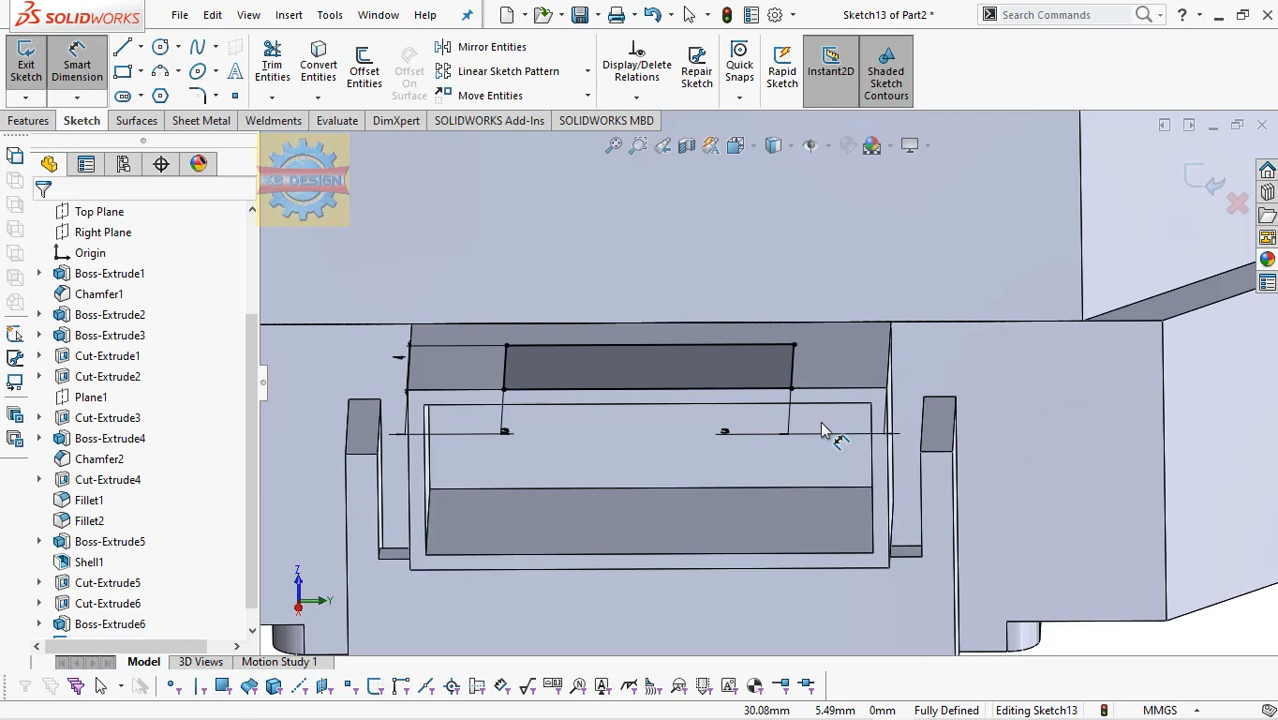 SOLIDWORKS
File
Edit
View
Insert
Tools
Window
Help
Sketch13 of Part2 *
Search Commands
Exit Sketch
Smart Dimension
Trim Entities
Convert Entities
Offset Entities
Offset On Surface
Mirror Entities
Linear Sketch Pattern
Move Entities
Display/Delete Relations
Repair Sketch
Quick Snaps
Rapid Sketch
Instant2D
Shaded Sketch Contours
Features
Sketch
Surfaces
Sheet Metal
Weldments
Evaluate
DimXpert
SOLIDWORKS Add-Ins
SOLIDWORKS MBD
Top Plane
Right Plane
Origin
Boss-Extrude1
Chamfer1
Boss-Extrude2
Boss-Extrude3
Cut-Extrude1
Cut-Extrude2
Plane1
Cut-Extrude3
Boss-Extrude4
Chamfer2
Cut-Extrude4
Fillet1
Fillet2
Boss-Extrude5
Shell1
Cut-Extrude5
Cut-Extrude6
Boss-Extrude6
Z
Y
X
Model
3D Views
Motion Study 1
30.08mm
5.49mm
0mm
Fully Defined
Editing Sketch13
MMGS